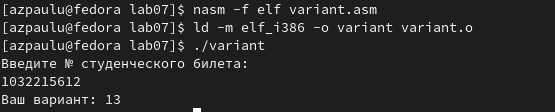 [azpaulu@fedora lab07]$ nasm -f elf variant.asm
[azpaulu@fedora lab07]$ ld -m elf_i386 -o variant variant.o
[azpaulu@fedora lab07]$ ./variant
Введите № студенческого билета:
1032215612
Ваш вариант: 13